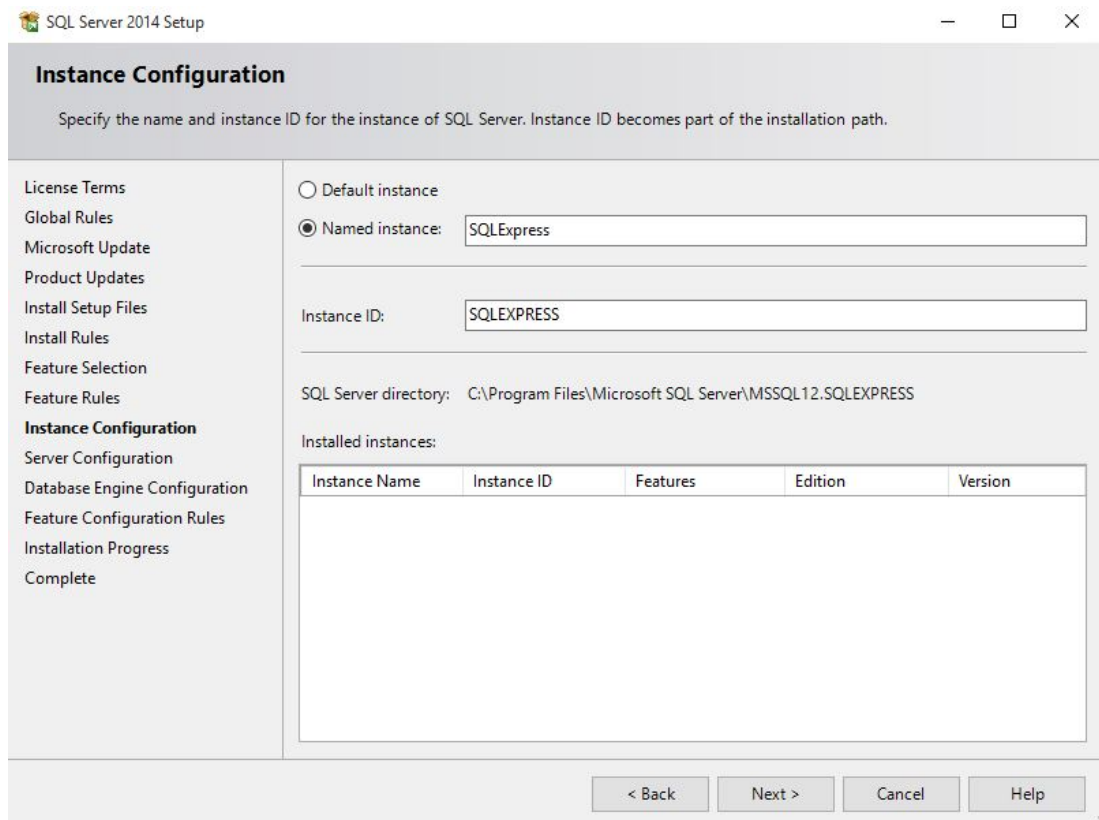 SQL Server 2014 Setup
Instance Configuration
Specify the name and instance ID for the instance of SQL Server. Instance ID becomes part of the installation path.
License Terms
Global Rules
Microsoft Update
Product Updates
Install Setup Files
Install Rules
Feature Selection
Feature Rules
Instance Configuration
Server Configuration
Database Engine Configuration
Feature Configuration Rules
Installation Progress
Complete
Default instance
Named instance: SQLExpress
Instance ID: SQLEXPRESS
SQL Server directory: C:\Program Files\Microsoft SQL Server\MSSQL12.SQLEXPRESS
Installed instances:
Instance Name Instance ID Features Edition Version
< Back Next > Cancel Help